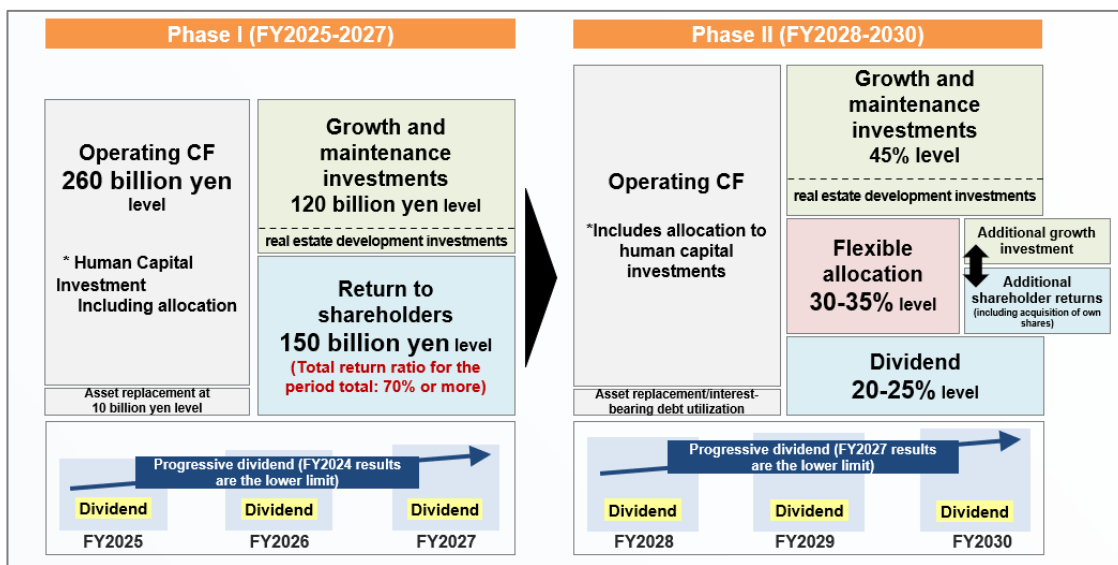 Phase I (FY2025-2027)
Operating CF
260 billion yen
level
* Human Capital
Investment
Including allocation
Asset replacement at
10 billion yen level
Growth and
maintenance
investments
120 billion yen level
real estate development investments
Return to
shareholders
150 billion yen level
(Total return ratio for the
period total: 70% or more)
Progressive dividend (FY2024 results
are the lower limit)
Dividend
Dividend
Dividend
FY2025
FY2026
FY2027
Phase II (FY2028-2030)
Operating CF
*Includes allocation to
human capital
investments
Asset replacement/interest-
bearing debt utilization
Growth and
maintenance
investments
45% level
real estate development investments
Flexible
allocation
30-35% level
Additional growth
investment
Additional
shareholder returns
(including acquisition of own
shares)
Dividend
20-25% level
Progressive dividend (FY2027 results
are the lower limit)
Dividend
Dividend
Dividend
FY2028
FY2029
FY2030